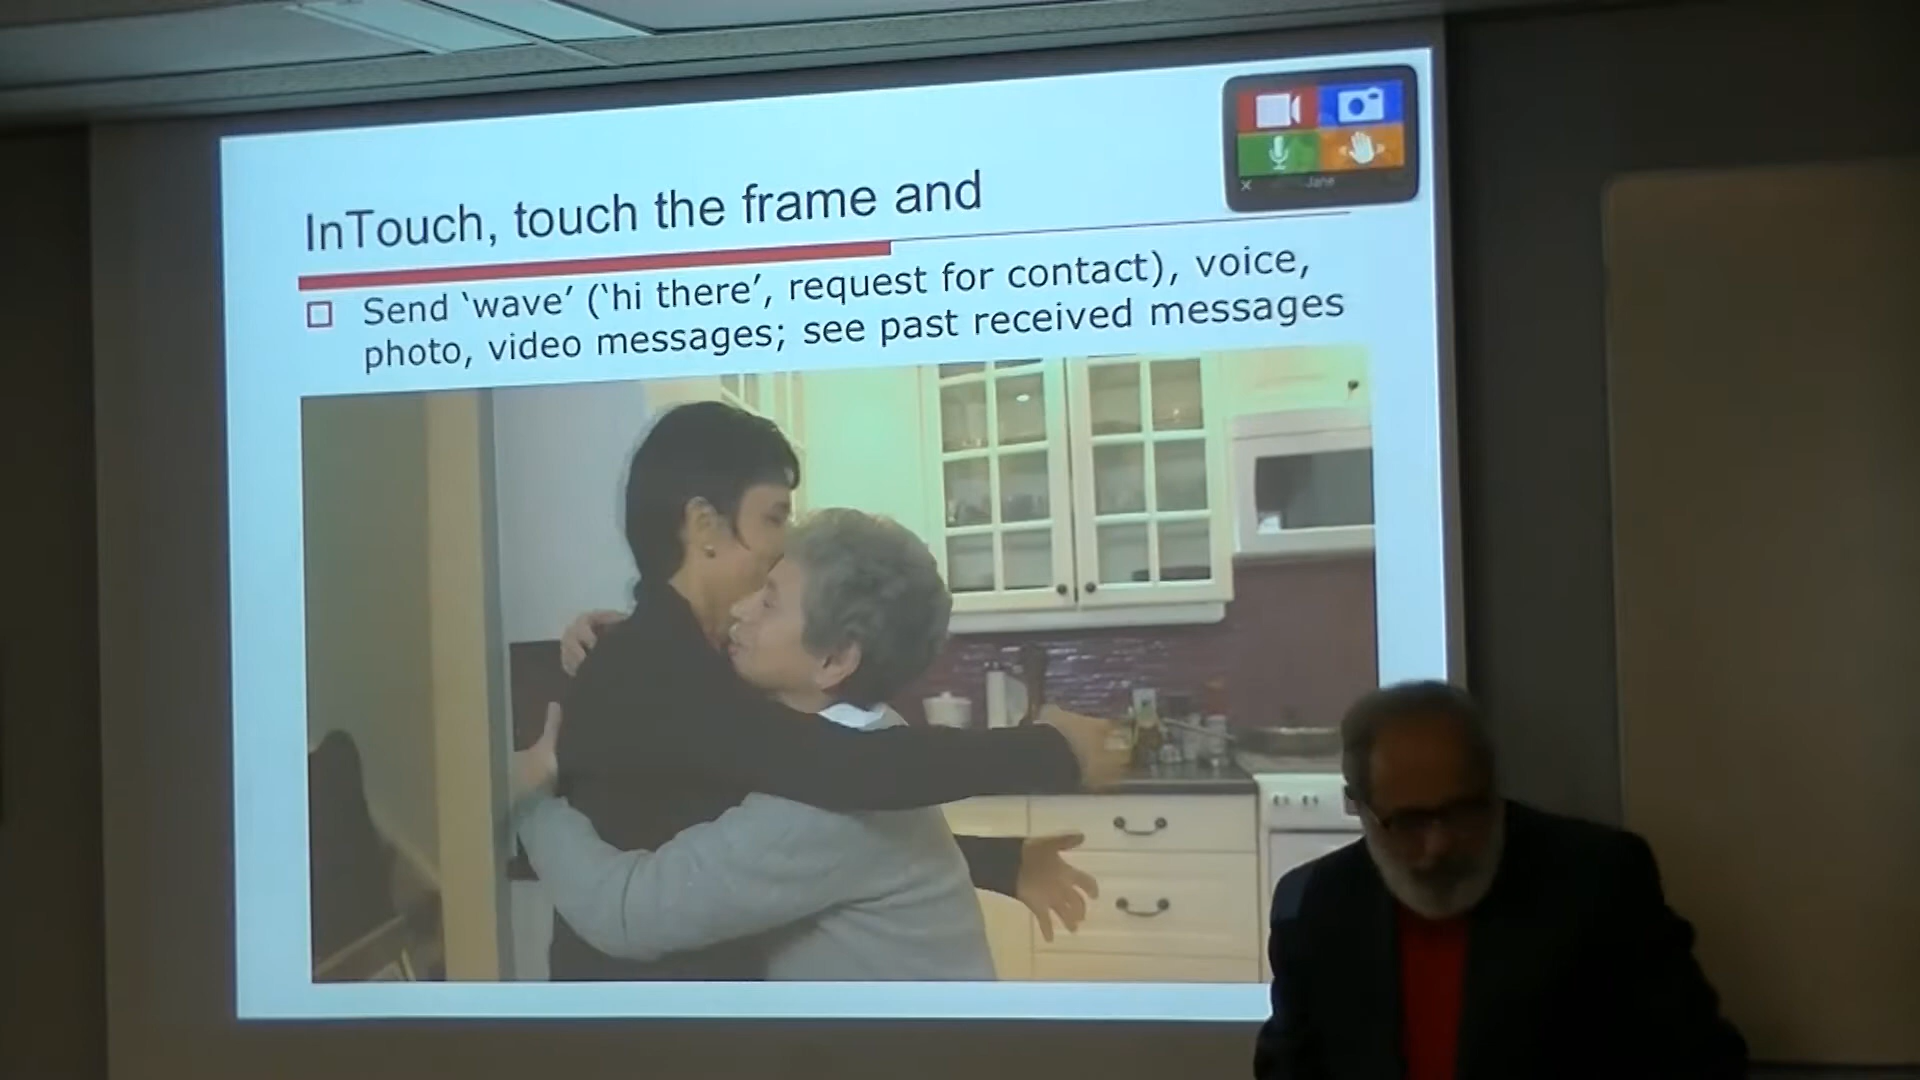 InTouch, touch the frame and
Send ‘wave’ (‘hi there’, request for contact), voice,
photo, video messages; see past received messages
Jane